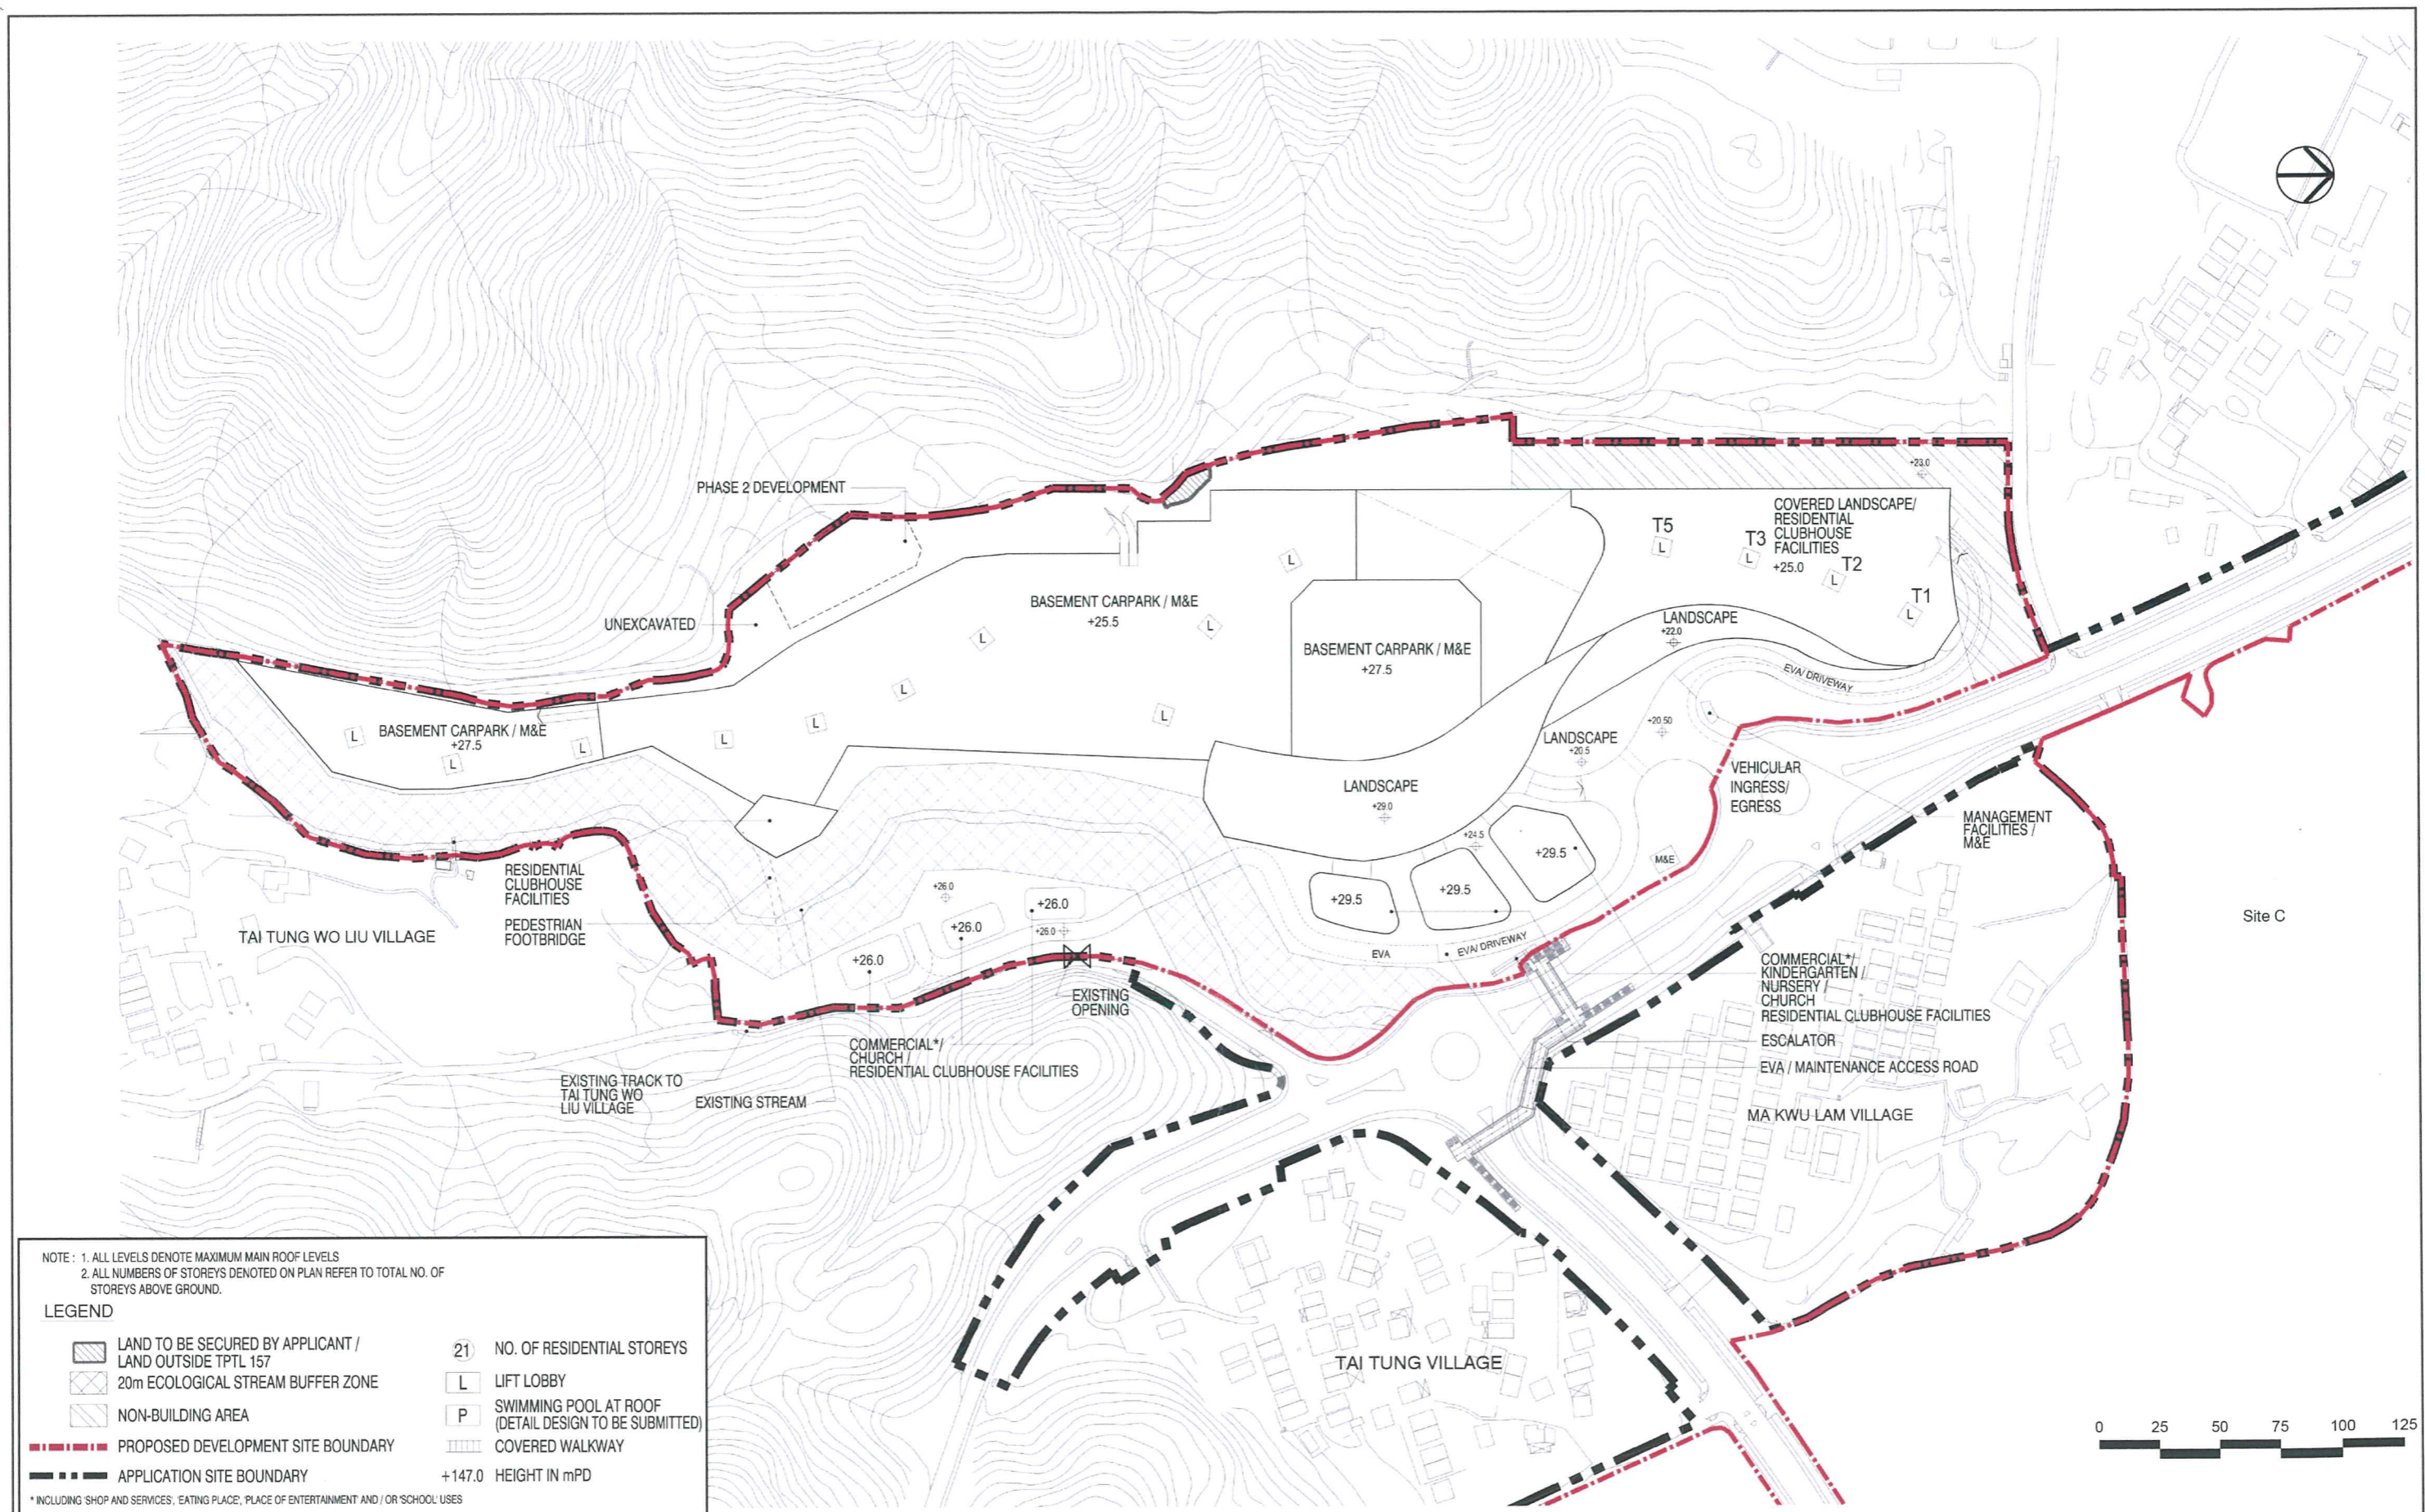 PHASE 2 DEVELOPMENT
+23.0
COVERED LANDSCAPE/
RESIDENTIAL
CLUBHOUSE
FACILITIES
+25.0
T5
L
T3
L
T2
L
T1
L
L
BASEMENT CARPARK / M&E
+25.5
UNEXCAVATED
L
L
BASEMENT CARPARK / M&E
+27.5
LANDSCAPE
+22.0
EVA/ DRIVEWAY
L
L
L
L
BASEMENT CARPARK / M&E
+27.5
L
L
L
+20.50
LANDSCAPE
+20.5
VEHICULAR
INGRESS/
EGRESS
LANDSCAPE
+29.0
MANAGEMENT
FACILITIES /
M&E
+24.5
+29.5
+29.5
+29.5
M&E
RESIDENTIAL
CLUBHOUSE
FACILITIES
PEDESTRIAN
FOOTBRIDGE
TAI TUNG WO LIU VILLAGE
+26.0
+26.0
+26.0
+26.0
+26.0
Site C
EVA
EVA/ DRIVEWAY
EXISTING
OPENING
COMMERCIAL*/
KINDERGARTEN /
NURSERY /
CHURCH
RESIDENTIAL CLUBHOUSE FACILITIES
ESCALATOR
EVA / MAINTENANCE ACCESS ROAD
COMMERCIAL*/
CHURCH /
RESIDENTIAL CLUBHOUSE FACILITIES
EXISTING TRACK TO
TAI TUNG WO
LIU VILLAGE
EXISTING STREAM
MA KWU LAM VILLAGE
TAI TUNG VILLAGE
NOTE : 1. ALL LEVELS DENOTE MAXIMUM MAIN ROOF LEVELS
2. ALL NUMBERS OF STOREYS DENOTED ON PLAN REFER TO TOTAL NO. OF
STOREYS ABOVE GROUND.
LEGEND
LAND TO BE SECURED BY APPLICANT /
LAND OUTSIDE TPTL 157
20m ECOLOGICAL STREAM BUFFER ZONE
NON-BUILDING AREA
PROPOSED DEVELOPMENT SITE BOUNDARY
APPLICATION SITE BOUNDARY
21 NO. OF RESIDENTIAL STOREYS
L LIFT LOBBY
P SWIMMING POOL AT ROOF
(DETAIL DESIGN TO BE SUBMITTED)
COVERED WALKWAY
+147.0 HEIGHT IN mPD
* INCLUDING 'SHOP AND SERVICES', 'EATING PLACE', 'PLACE OF ENTERTAINMENT' AND / OR 'SCHOOL' USES
0 25 50 75 100 125